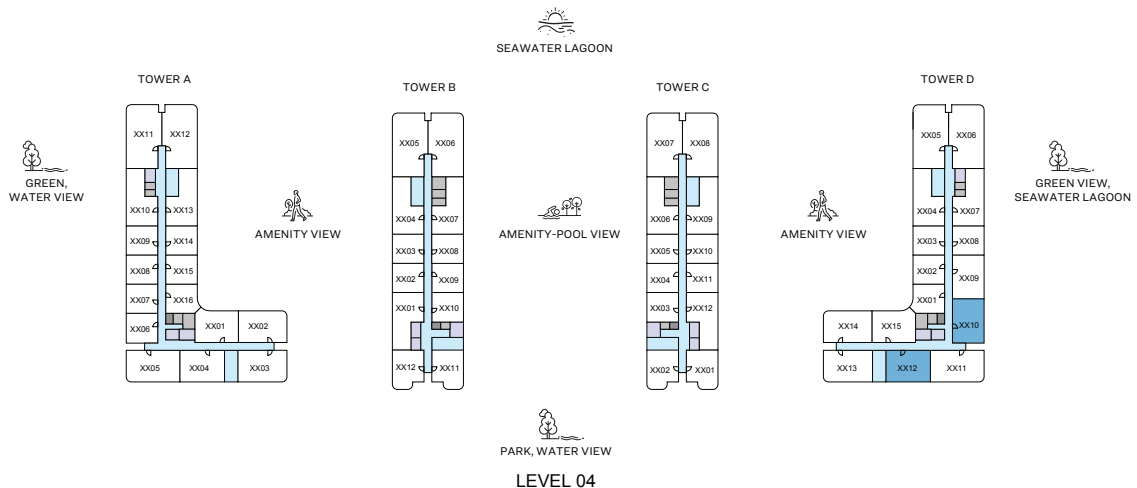 SEAWATER LAGOON
TOWER A
TOWER B
TOWER C
TOWER D
XX11
XX12
XX05
XX06
XX07
XX08
XX05
XX06
GREEN,
WATER VIEW
GREEN VIEW,
SEAWATER LAGOON
XX10
XX13
XX04
XX07
XX06
XX09
XX04
XX07
AMENITY VIEW
AMENITY-POOL VIEW
AMENITY VIEW
XX09
XX14
XX03
XX08
XX05
XX10
XX03
XX08
XX08
XX15
XX02
XX09
XX04
XX11
XX02
XX09
XX07
XX16
XX01
XX10
XX03
XX12
XX01
XX06
XX01
XX02
XX14
XX15
XX10
XX05
XX04
XX03
XX12
XX11
XX02
XX01
XX13
XX12
XX11
PARK, WATER VIEW
LEVEL 04